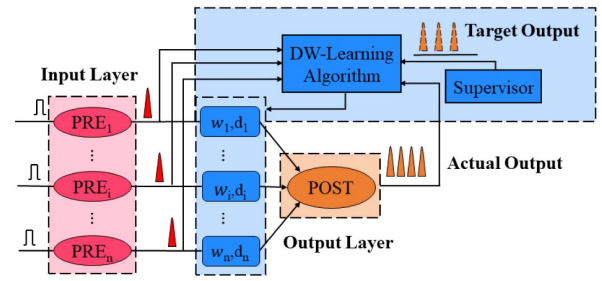 Target Output
DW-Learning
Algorithm
Supervisor
Input Layer
PRE1
w1,d1
⋮
⋮
Actual Output
PREi
wi,di
POST
⋮
⋮
Output Layer
PREn
wn,dn